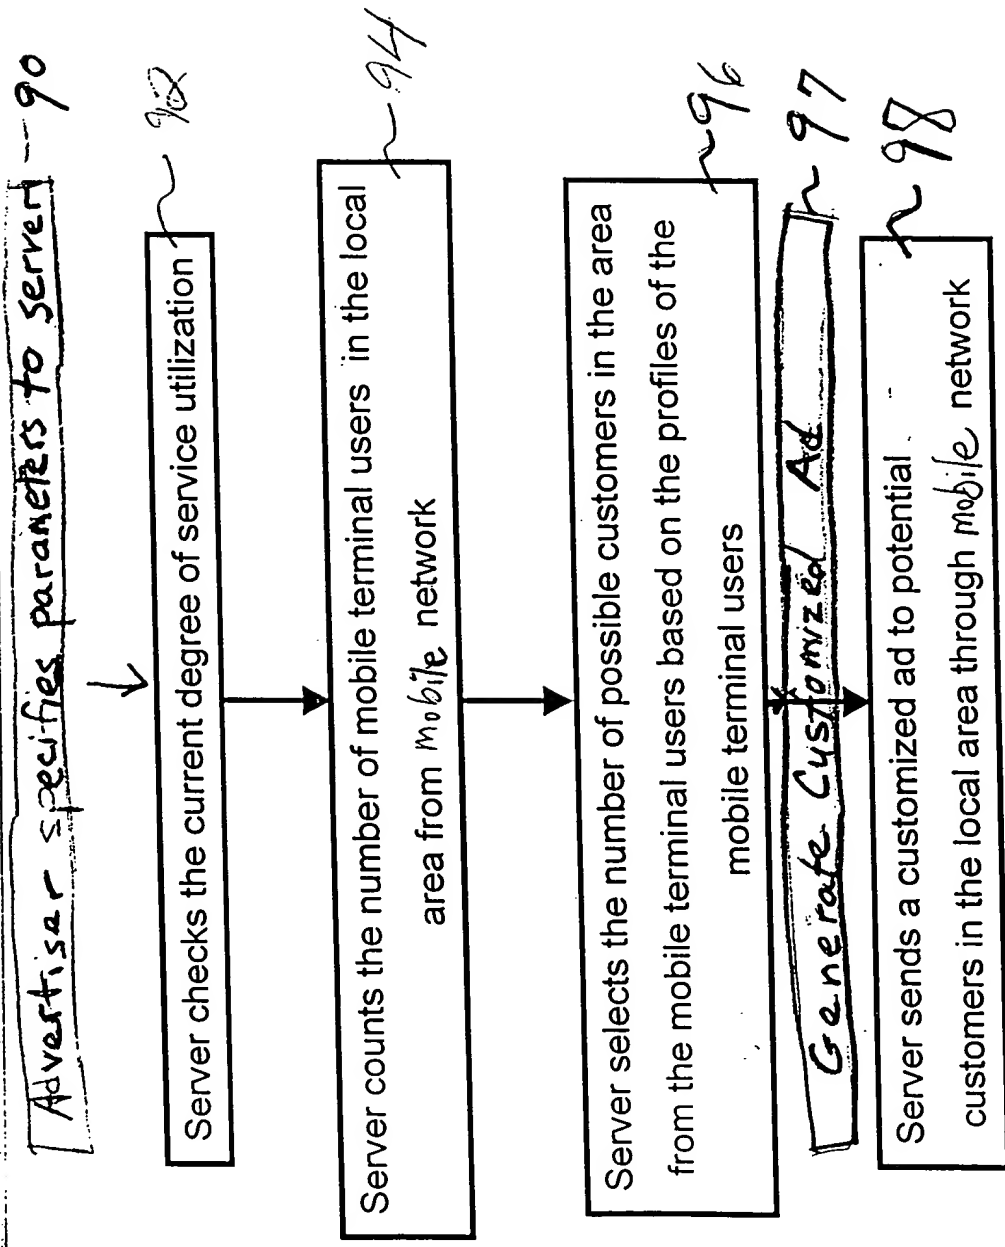 Advertiser specifies parameters to server 90
Server checks the current degree of service utilization
Server counts the number of mobile terminal users in the local 94
area from mobile network
Server selects the number of possible customers in the area 96
from the mobile terminal users based on the profiles of the
mobile terminal users
Generate Customized Ad 97
Server sends a customized ad to potential 98
customers in the local area through mobile network